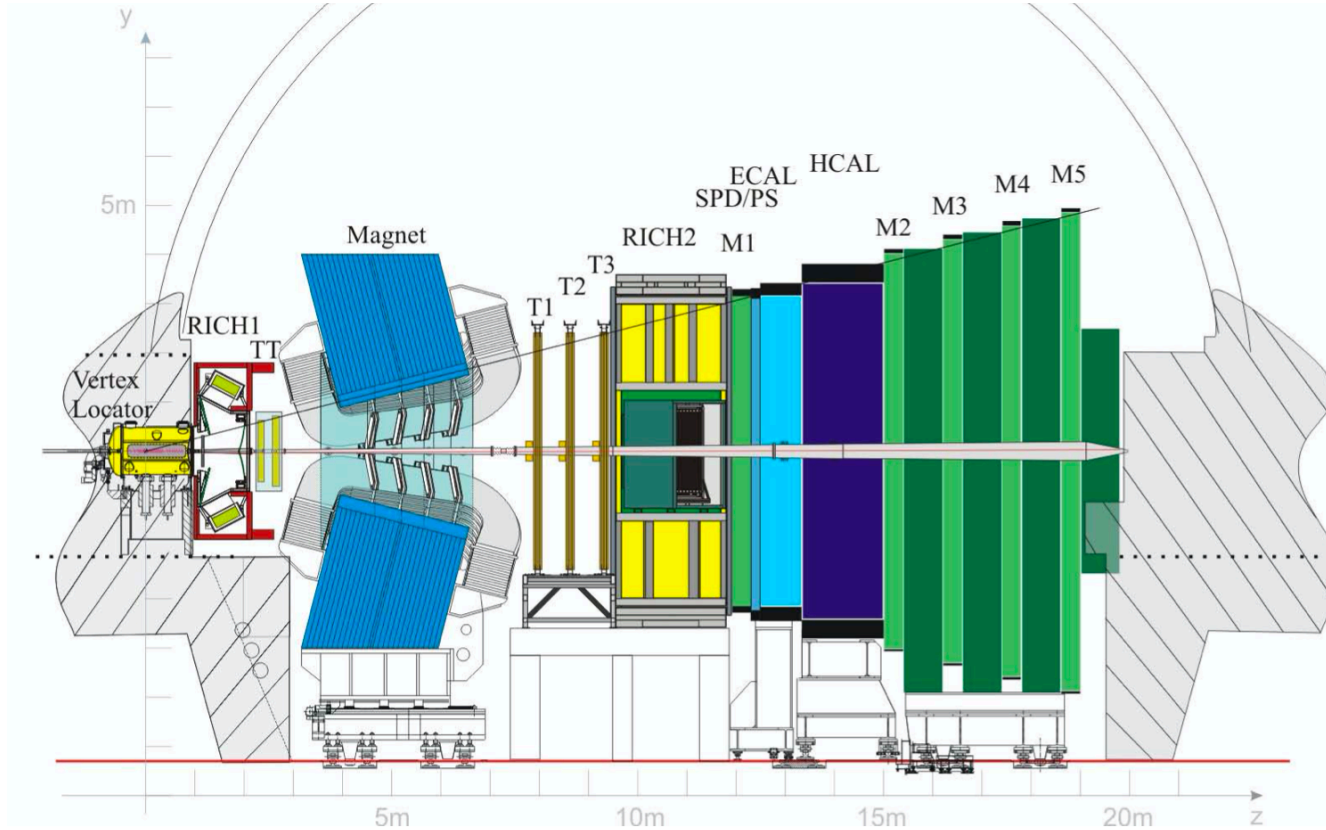 y
5m
Magnet
RICH1
TT
Vertex
Locator
T1
T2
T3
RICH2
M1
SPD/PS
ECAL
HCAL
M2
M3
M4
M5
5m
10m
15m
20m
z